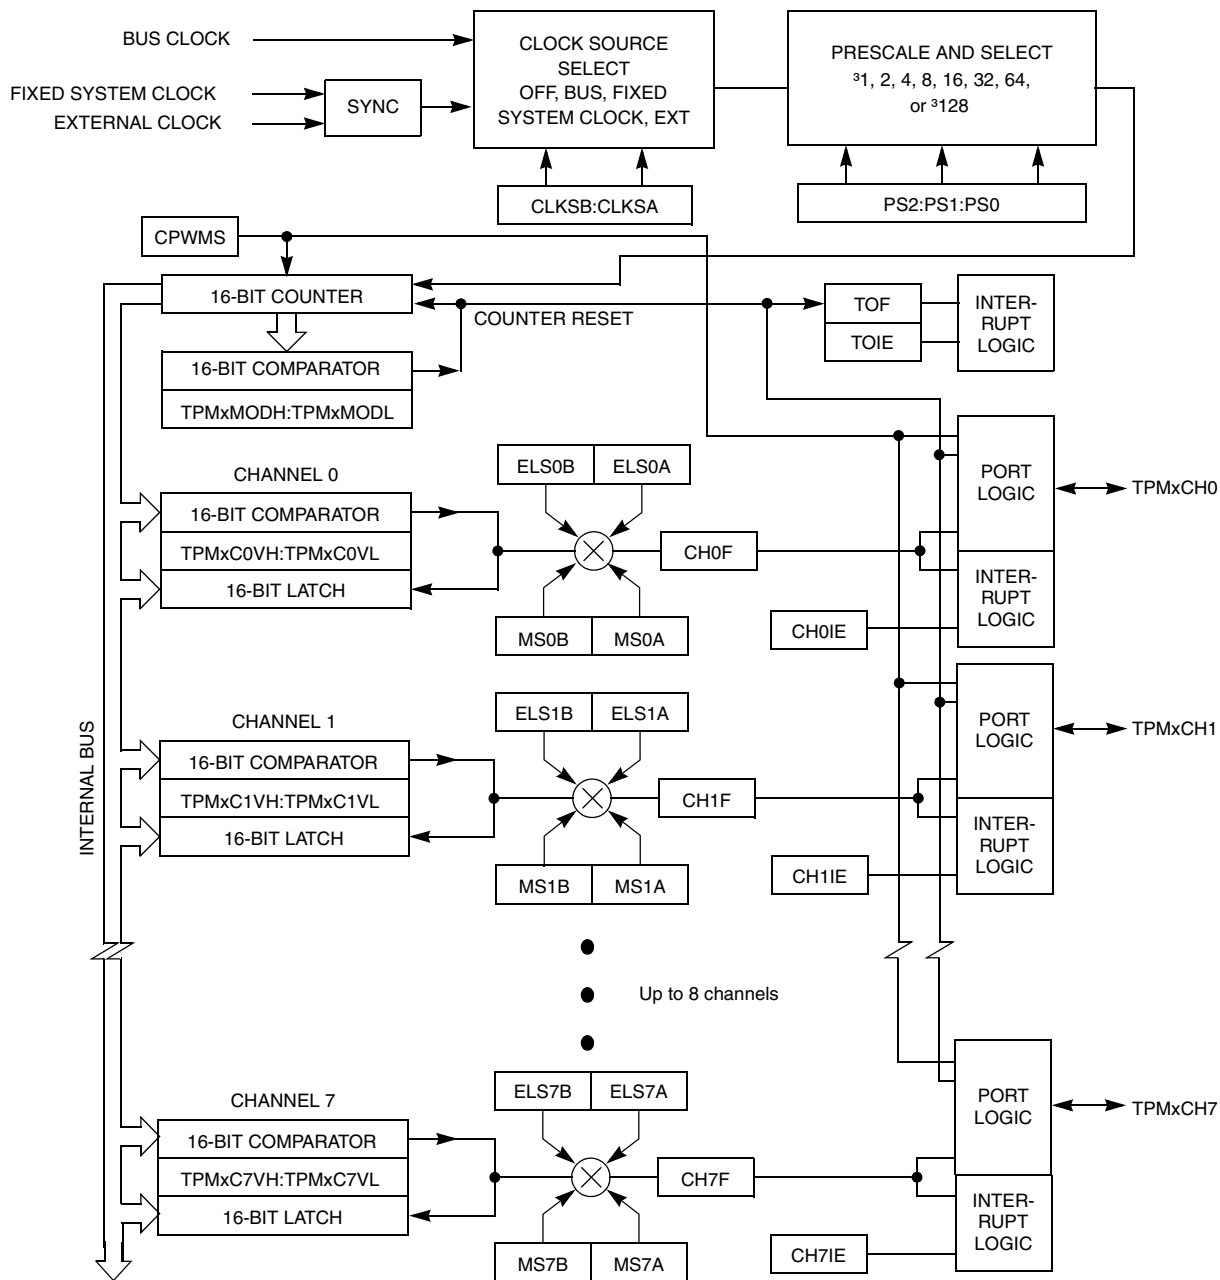 BUS CLOCK
FIXED SYSTEM CLOCK
EXTERNAL CLOCK
SYNC
CLOCK SOURCE
SELECT
OFF, BUS, FIXED
SYSTEM CLOCK, EXT
PRESCALE AND SELECT
³1, 2, 4, 8, 16, 32, 64,
or ³128
CLKSB:CLKSA
PS2:PS1:PS0
CPWMS
16-BIT COUNTER
COUNTER RESET
TOF
TOIE
INTER-
RUPT
LOGIC
16-BIT COMPARATOR
TPMxMODH:TPMxMODL
CHANNEL 0
16-BIT COMPARATOR
TPMxC0VH:TPMxC0VL
16-BIT LATCH
ELS0B
ELS0A
MS0B
MS0A
CH0F
CH0IE
PORT
LOGIC
INTER-
RUPT
LOGIC
TPMxCH0
INTERNAL BUS
CHANNEL 1
16-BIT COMPARATOR
TPMxC1VH:TPMxC1VL
16-BIT LATCH
ELS1B
ELS1A
MS1B
MS1A
CH1F
CH1IE
PORT
LOGIC
INTER-
RUPT
LOGIC
TPMxCH1
Up to 8 channels
CHANNEL 7
16-BIT COMPARATOR
TPMxC7VH:TPMxC7VL
16-BIT LATCH
ELS7B
ELS7A
MS7B
MS7A
CH7F
CH7IE
PORT
LOGIC
INTER-
RUPT
LOGIC
TPMxCH7